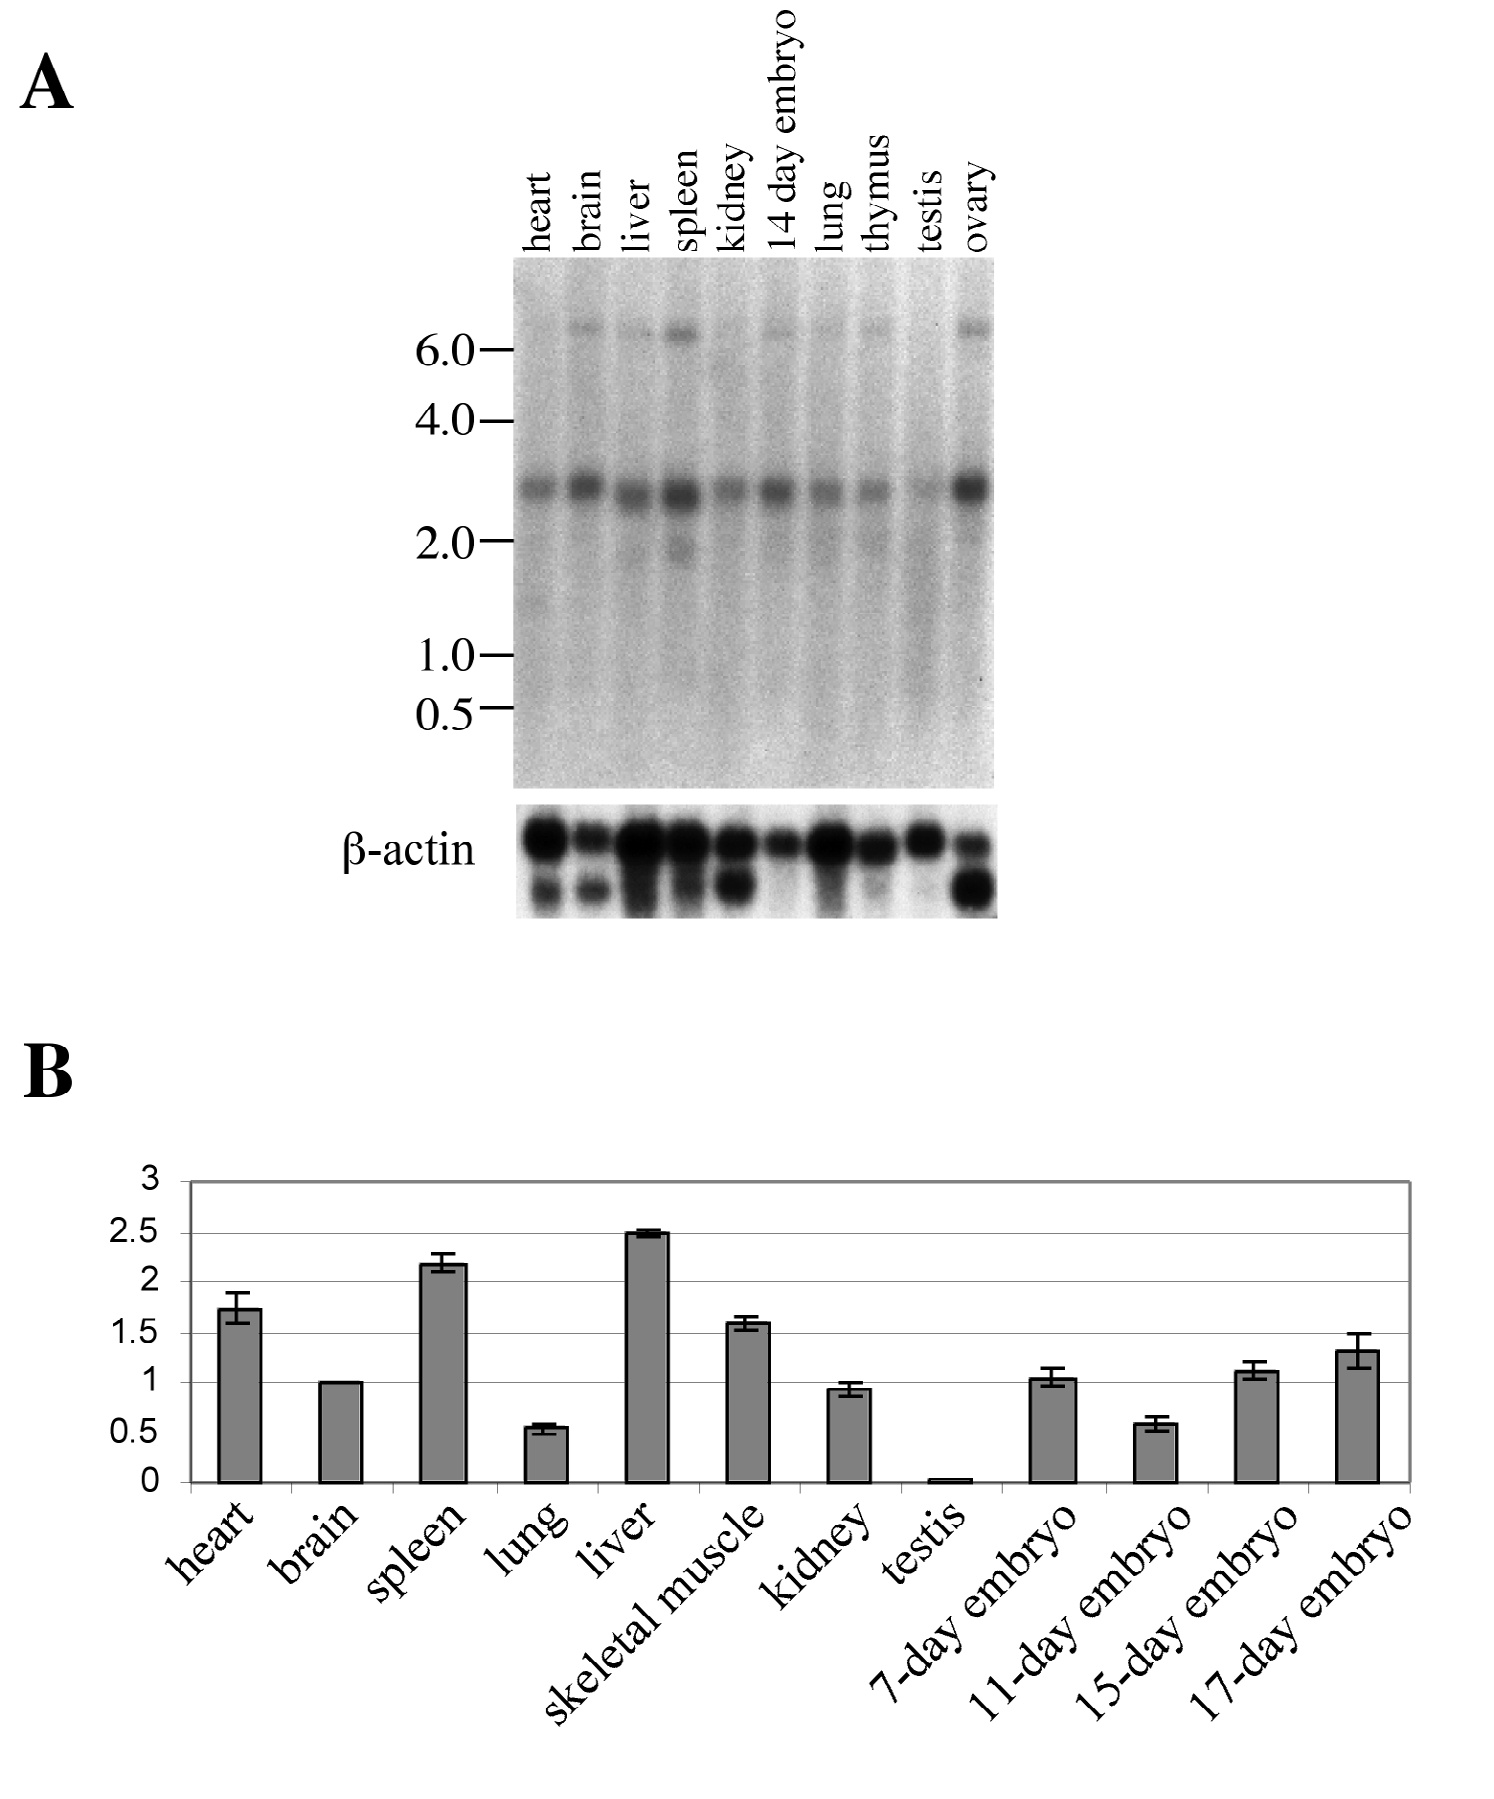 A
heart
brain
liver
spleen
kidney
14 day embryo
lung
thymus
testis
ovary
6.0
4.0
2.0
1.0
0.5
β-actin
B
3
2.5
2
1.5
1
0.5
0
heart
brain
spleen
lung
liver
skeletal muscle
kidney
testis
7-day embryo
11-day embryo
15-day embryo
17-day embryo